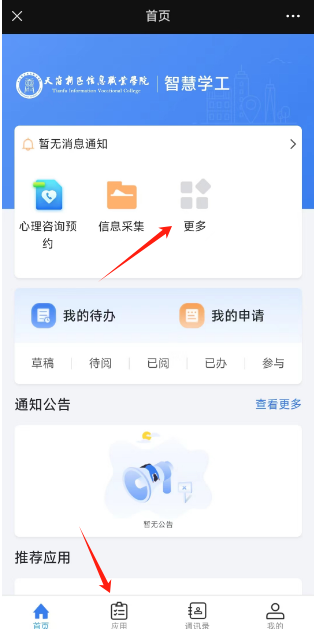 首页
天府新区信息职业学院
Tianfu Information Vocational College
智慧学工
暂无消息通知
心理咨询预
约
信息采集
更多
我的待办
我的申请
草稿
待阅
已阅
已办
参与
通知公告
查看更多
暂无公告
推荐应用
首页
应用
通讯录
我的